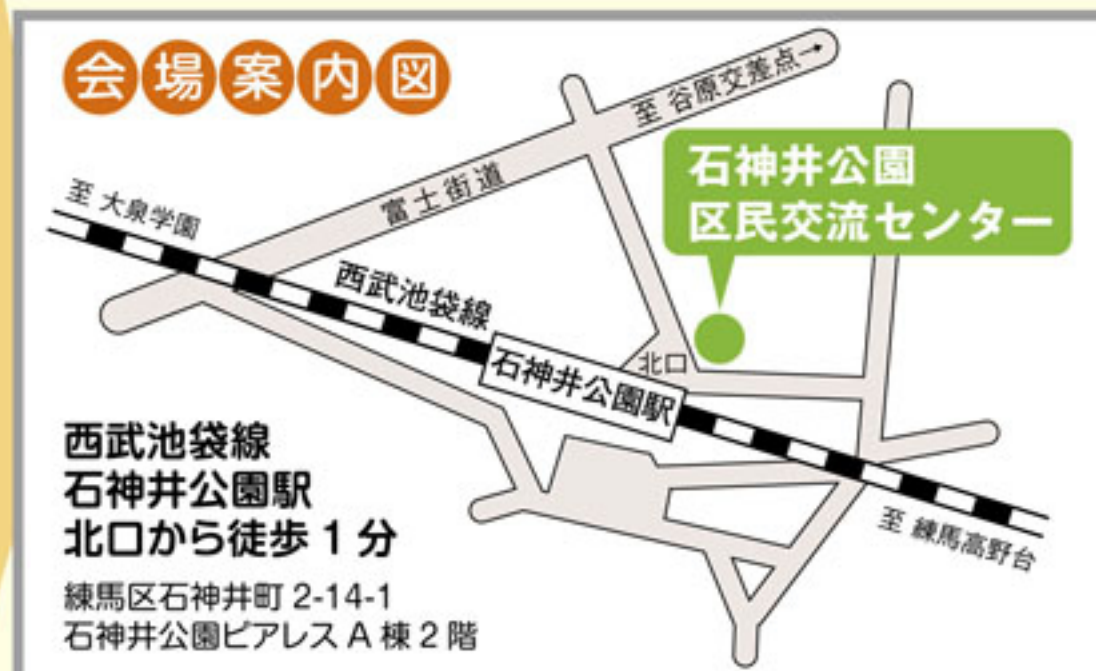 会場案内図
至 谷原交差点→
富士街道
石神井公園
区民交流センター
至 大泉学園
西武池袋線
北口
石神井公園駅
至 練馬高野台
西武池袋線
石神井公園駅
北口から徒歩 1 分
練馬区石神井町 2-14-1
石神井公園ピアレス A 棟 2 階